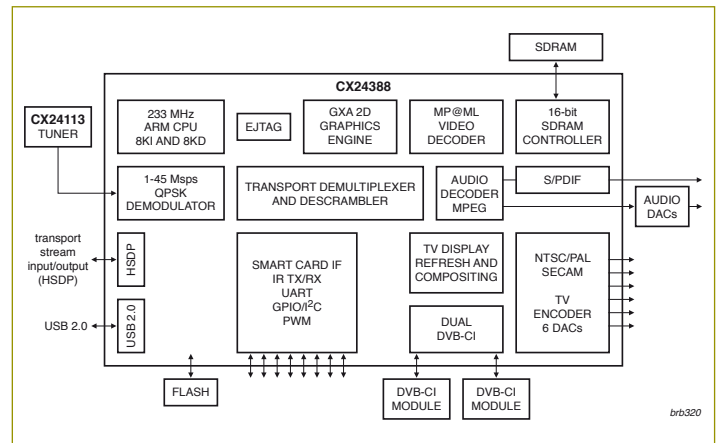 SDRAM
CX24388
CX24113
TUNER
233 MHz
ARM CPU
8KI AND 8KD
EJTAG
GXA 2D
GRAPHICS
ENGINE
MP@ML
VIDEO
DECODER
16-bit
SDRAM
CONTROLLER
1-45 Msps
QPSK
DEMODULATOR
TRANSPORT DEMULTIPLEXER
AND DESCRAMBLER
AUDIO
DECODER
MPEG
S/PDIF
AUDIO
DACs
transport
stream
input/output
(HSDP)
HSDP
SMART CARD IF
IR TX/RX
UART
GPIO/I2C
PWM
TV DISPLAY
REFRESH AND
COMPOSITING
NTSC/PAL
SECAM
TV
ENCODER
6 DACs
USB 2.0
USB 2.0
DUAL
DVB-CI
FLASH
DVB-CI
MODULE
DVB-CI
MODULE
brb320